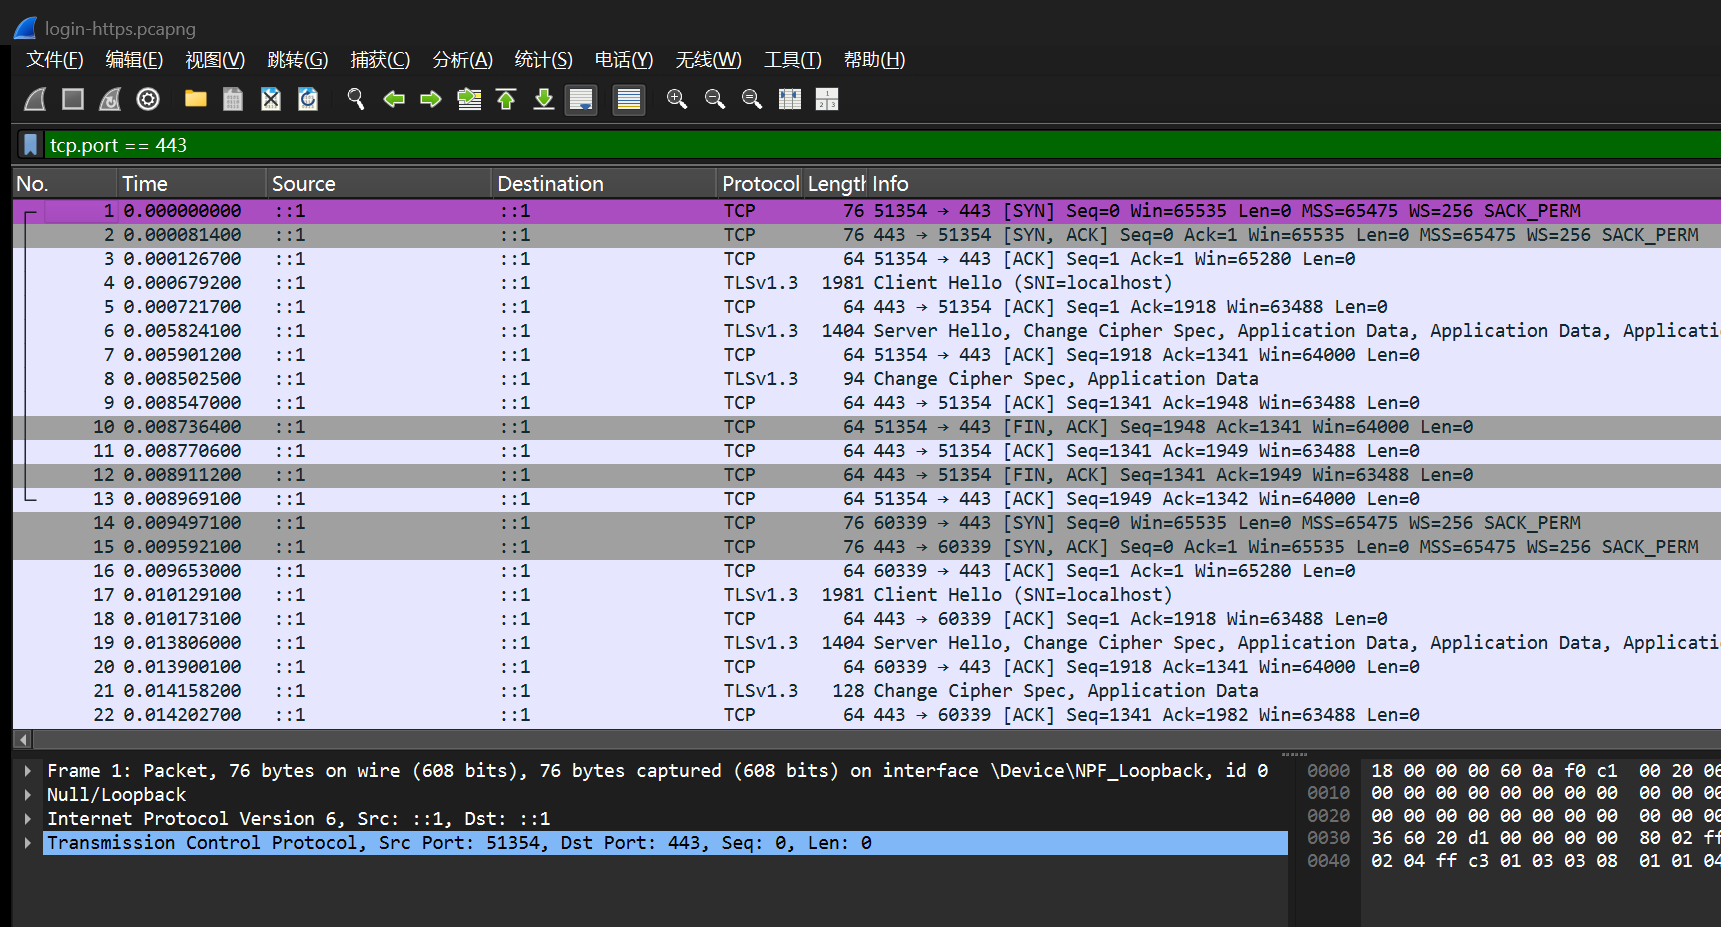 login-https.pcapng
文件(F) 编辑(E) 视图(V) 跳转(G) 捕获(C) 分析(A) 统计(S) 电话(Y) 无线(W) 工具(T) 帮助(H)
tcp.port == 443
No. Time Source Destination Protocol Length Info
1 0.000000000 ::1 ::1 TCP 76 51354 → 443 [SYN] Seq=0 Win=65535 Len=0 MSS=65475 WS=256 SACK_PERM
2 0.000081400 ::1 ::1 TCP 76 443 → 51354 [SYN, ACK] Seq=0 Ack=1 Win=65535 Len=0 MSS=65475 WS=256 SACK_PERM
3 0.000126700 ::1 ::1 TCP 64 51354 → 443 [ACK] Seq=1 Ack=1 Win=65280 Len=0
4 0.000679200 ::1 ::1 TLSv1.3 1981 Client Hello (SNI=localhost)
5 0.000721700 ::1 ::1 TCP 64 443 → 51354 [ACK] Seq=1 Ack=1918 Win=63488 Len=0
6 0.005824100 ::1 ::1 TLSv1.3 1404 Server Hello, Change Cipher Spec, Application Data, Application Data, Applicati
7 0.005901200 ::1 ::1 TCP 64 51354 → 443 [ACK] Seq=1918 Ack=1341 Win=64000 Len=0
8 0.008502500 ::1 ::1 TLSv1.3 94 Change Cipher Spec, Application Data
9 0.008547000 ::1 ::1 TCP 64 443 → 51354 [ACK] Seq=1341 Ack=1948 Win=63488 Len=0
10 0.008736400 ::1 ::1 TCP 64 51354 → 443 [FIN, ACK] Seq=1948 Ack=1341 Win=64000 Len=0
11 0.008770600 ::1 ::1 TCP 64 443 → 51354 [ACK] Seq=1341 Ack=1949 Win=63488 Len=0
12 0.008911200 ::1 ::1 TCP 64 443 → 51354 [FIN, ACK] Seq=1341 Ack=1949 Win=63488 Len=0
13 0.008969100 ::1 ::1 TCP 64 51354 → 443 [ACK] Seq=1949 Ack=1342 Win=64000 Len=0
14 0.009497100 ::1 ::1 TCP 76 60339 → 443 [SYN] Seq=0 Win=65535 Len=0 MSS=65475 WS=256 SACK_PERM
15 0.009592100 ::1 ::1 TCP 76 443 → 60339 [SYN, ACK] Seq=0 Ack=1 Win=65535 Len=0 MSS=65475 WS=256 SACK_PERM
16 0.009653000 ::1 ::1 TCP 64 60339 → 443 [ACK] Seq=1 Ack=1 Win=65280 Len=0
17 0.010129100 ::1 ::1 TLSv1.3 1981 Client Hello (SNI=localhost)
18 0.010173100 ::1 ::1 TCP 64 443 → 60339 [ACK] Seq=1 Ack=1918 Win=63488 Len=0
19 0.013806000 ::1 ::1 TLSv1.3 1404 Server Hello, Change Cipher Spec, Application Data, Application Data, Applicati
20 0.013900100 ::1 ::1 TCP 64 60339 → 443 [ACK] Seq=1918 Ack=1341 Win=64000 Len=0
21 0.014158200 ::1 ::1 TLSv1.3 128 Change Cipher Spec, Application Data
22 0.014202700 ::1 ::1 TCP 64 443 → 60339 [ACK] Seq=1341 Ack=1982 Win=63488 Len=0
Frame 1: Packet, 76 bytes on wire (608 bits), 76 bytes captured (608 bits) on interface \Device\NPF_Loopback, id 0
Null/Loopback
Internet Protocol Version 6, Src: ::1, Dst: ::1
Transmission Control Protocol, Src Port: 51354, Dst Port: 443, Seq: 0, Len: 0
0000 18 00 00 00 60 0a f0 c1 00 20 06
0010 00 00 00 00 00 00 00 00 00 00 00
0020 00 00 00 00 00 00 00 00 00 00 00
0030 36 60 20 d1 00 00 00 00 80 02 ff
0040 02 04 ff c3 01 03 03 08 01 01 04